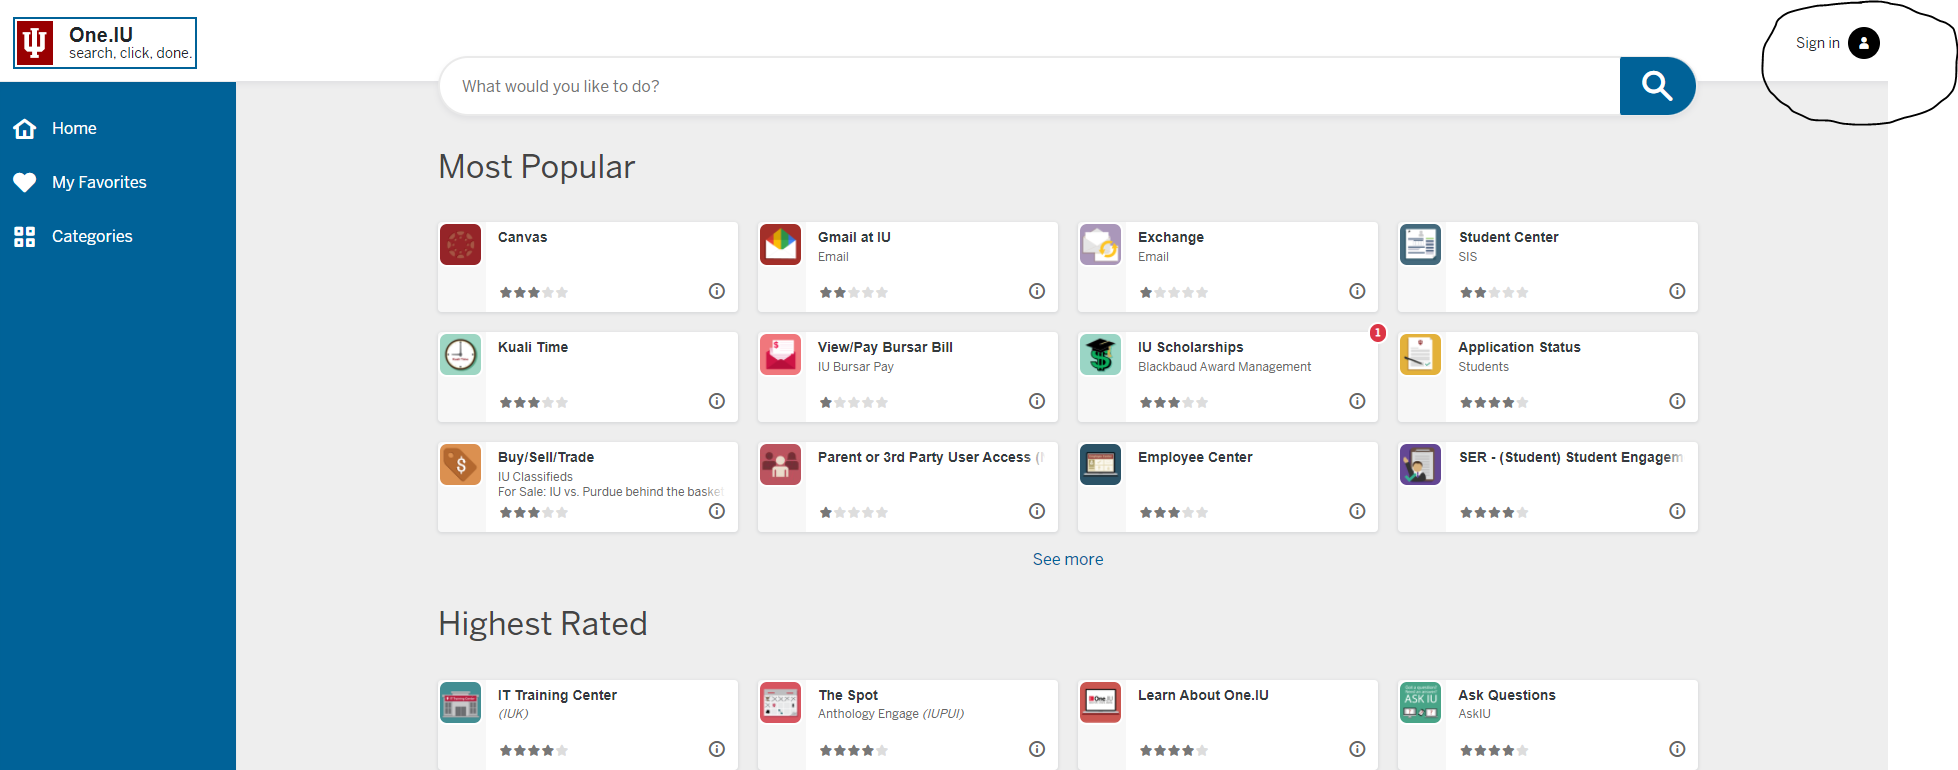 One.IU
search, click, done.
Sign in
What would you like to do?
Home
My Favorites
Categories
Most Popular
Canvas
Gmail at IU
Email
Exchange
Email
Student Center
SIS
Kuali Time
View/Pay Bursar Bill
IU Bursar Pay
1
IU Scholarships
Blackbaud Award Management
Application Status
Students
Buy/Sell/Trade
IU Classifieds
For Sale: IU vs. Purdue behind the basket
Parent or 3rd Party User Access (
Employee Center
SER - (Student) Student Engagem
See more
Highest Rated
IT Training Center
(IUK)
The Spot
Anthology Engage (IUPUI)
Learn About One.IU
Ask Questions
AskIU
ASK IU